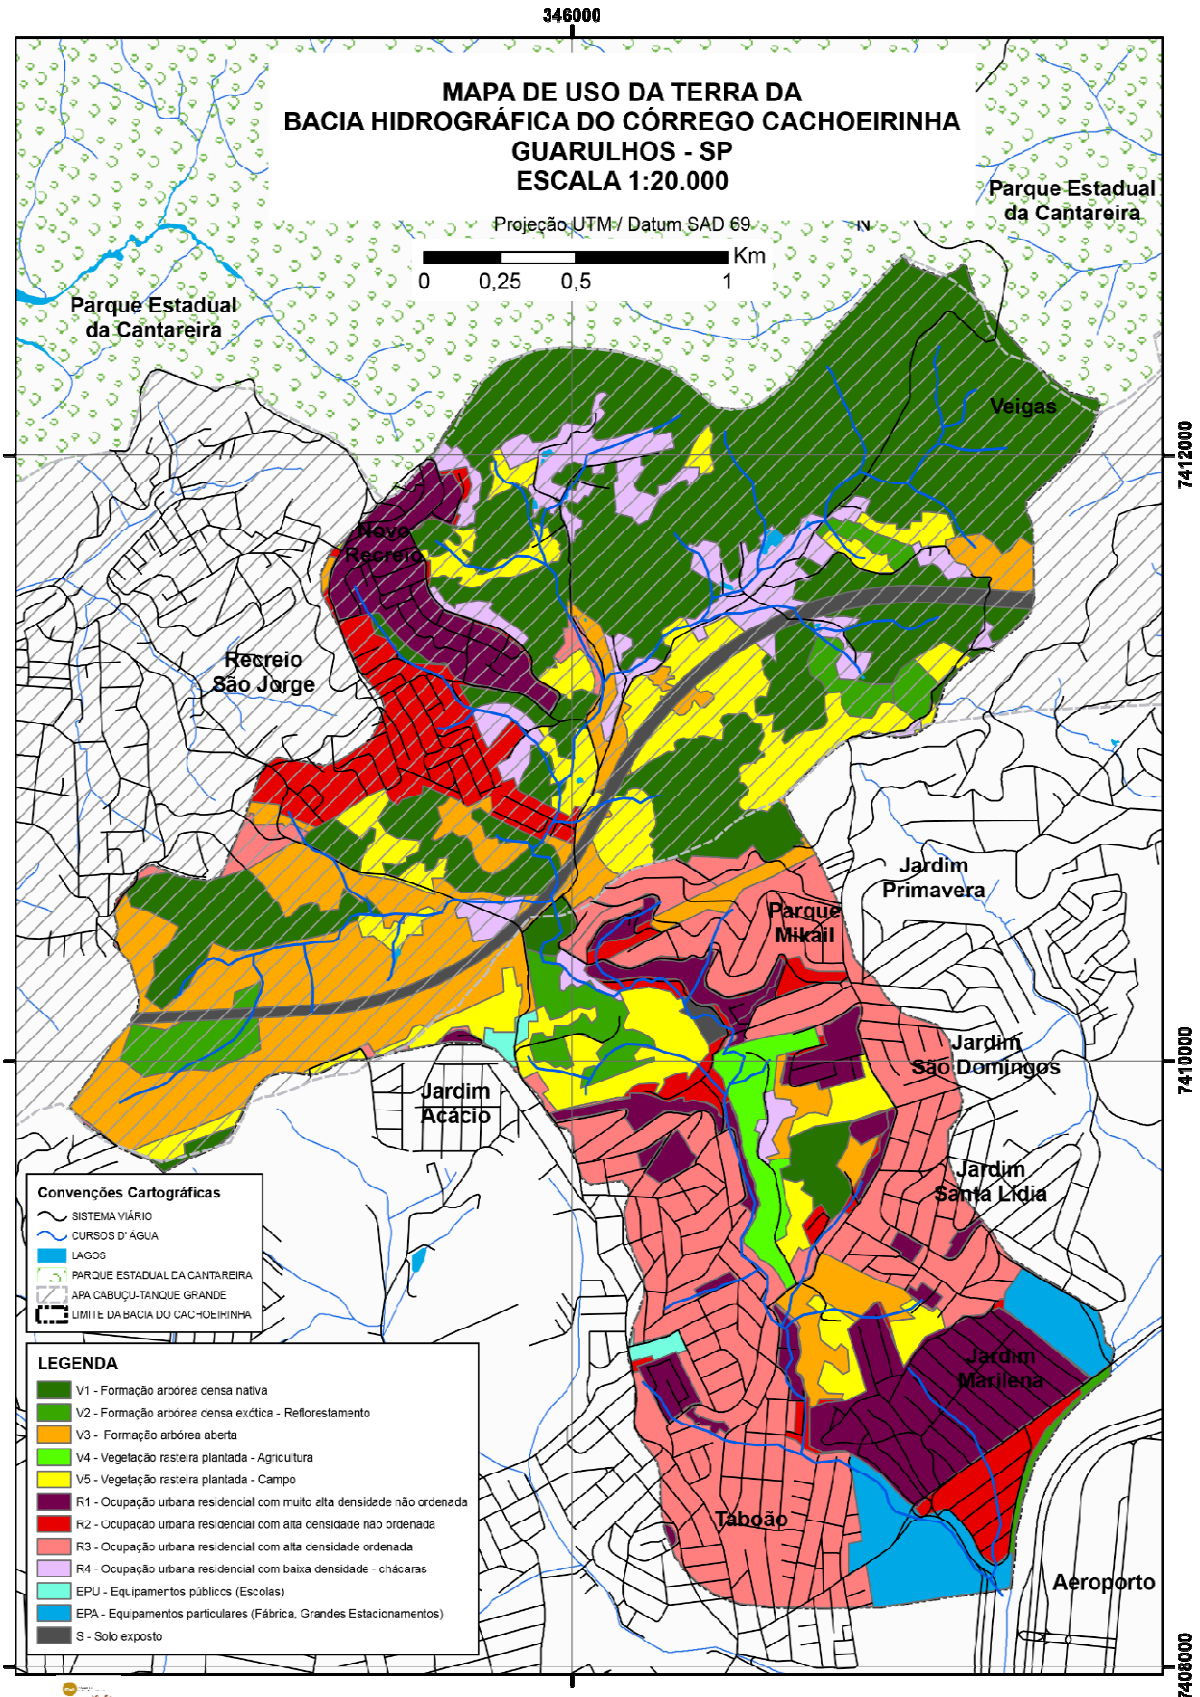 346000
MAPA DE USO DA TERRA DA
BACIA HIDROGRÁFICA DO CÓRREGO CACHOEIRINHA
GUARULHOS - SP
ESCALA 1:20.000
Projeção UTM / Datum SAD 69
N
Km
0 0,25 0,5 1
Parque Estadual
da Cantareira
Parque Estadual
da Cantareira
Veigas
7412000
Novo
Recreio
Recreio
São Jorge
Jardim
Primavera
Parque
Mikail
Jardim
São Domingos
7410000
Jardim
Acácio
Jardim
Santa Lídia
Jardim
Marilena
Taboão
Aeroporto
7408000
Convenções Cartográficas
SISTEMA VIÁRIO
CURSOS D' ÁGUA
LAGOS
PARQUE ESTADUAL DA CANTAREIRA
APA CABUÇU-TANQUE GRANDE
LIMITE DA BACIA DO CACHOEIRINHA
LEGENDA
V1 - Formação arbórea densa nativa
V2 - Formação arbórea densa exótica - Reflorestamento
V3 - Formação arbórea aberta
V4 - Vegetação rasteira plantada - Agricultura
V5 - Vegetação rasteira plantada - Campo
R1 - Ocupação urbana residencial com muito alta densidade não ordenada
R2 - Ocupação urbana residencial com alta densidade não ordenada
R3 - Ocupação urbana residencial com alta densidade ordenada
R4 - Ocupação urbana residencial com baixa densidade - chácaras
EPU - Equipamentos públicos (Escolas)
EPA - Equipamentos particulares (Fábrica, Grandes Estacionamentos)
S - Solo exposto